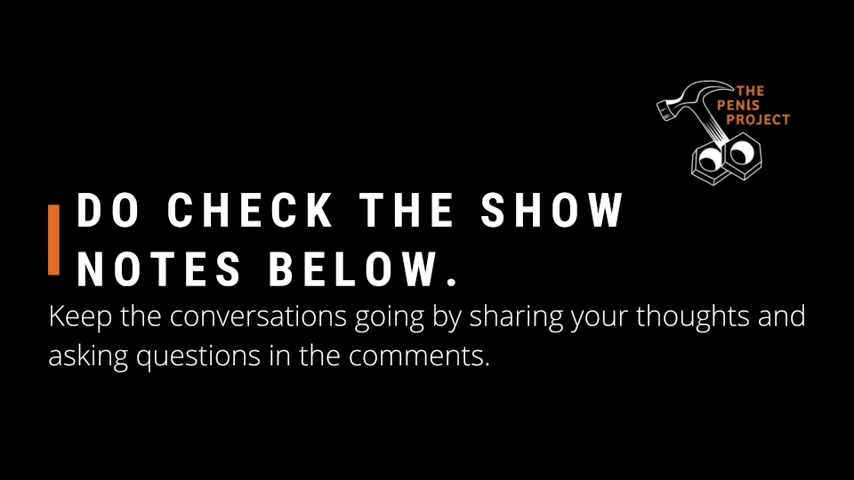 THE
PENIS
PROJECT
DO CHECK THE SHOW
NOTES BELOW.
Keep the conversations going by sharing your thoughts and
asking questions in the comments.